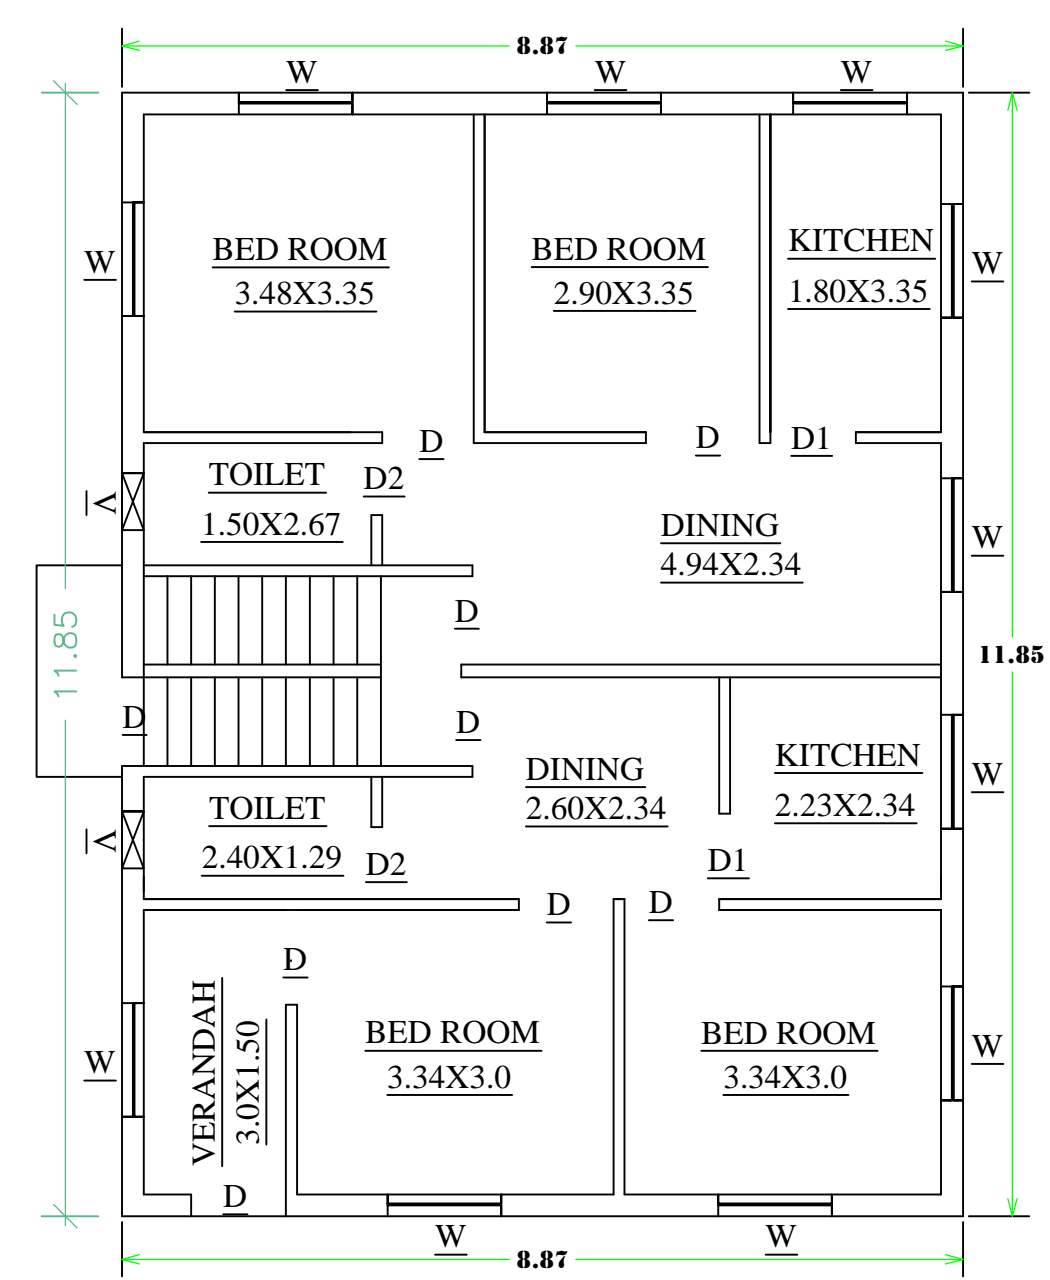 8.87
W
W
W
BED ROOM
3.48X3.35
BED ROOM
2.90X3.35
KITCHEN
1.80X3.35
W
W
D
D
D1
TOILET
1.50X2.67
D2
V
DINING
4.94X2.34
W
D
11.85
11.85
D
D
TOILET
2.40X1.29
D2
V
DINING
2.60X2.34
KITCHEN
2.23X2.34
W
D1
D
D
D
VERANDAH
3.0X1.50
BED ROOM
3.34X3.0
BED ROOM
3.34X3.0
W
W
D
W
W
8.87